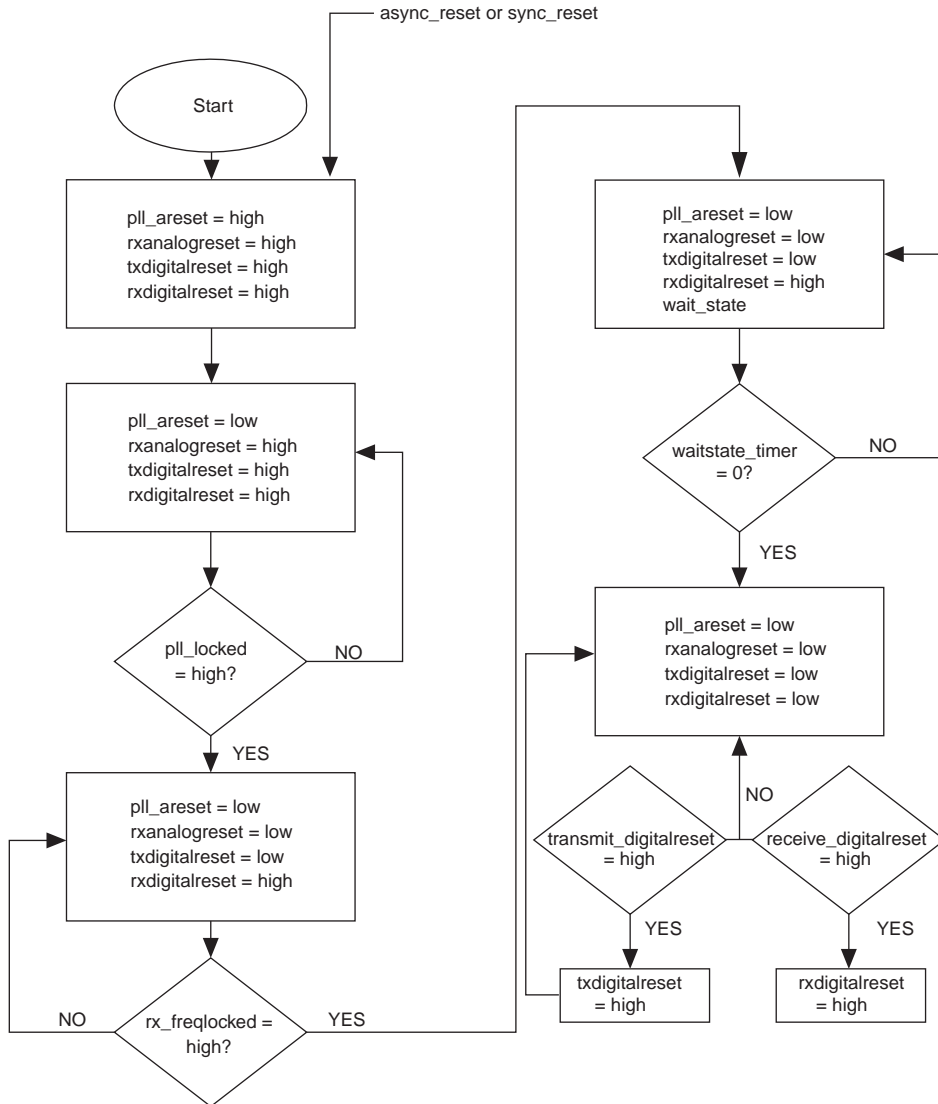 async_reset or sync_reset
Start
pll_areset = high
rxanalogreset = high
txdigitalreset = high
rxdigitalreset = high
pll_areset = low
rxanalogreset = high
txdigitalreset = high
rxdigitalreset = high
pll_locked
= high?
NO
YES
pll_areset = low
rxanalogreset = low
txdigitalreset = low
rxdigitalreset = high
rx_freqlocked =
high?
NO
YES
pll_areset = low
rxanalogreset = low
txdigitalreset = low
rxdigitalreset = high
wait_state
waitstate_timer
= 0?
NO
YES
pll_areset = low
rxanalogreset = low
txdigitalreset = low
rxdigitalreset = low
NO
transmit_digitalreset
= high
receive_digitalreset
= high
YES
YES
txdigitalreset
= high
rxdigitalreset
= high